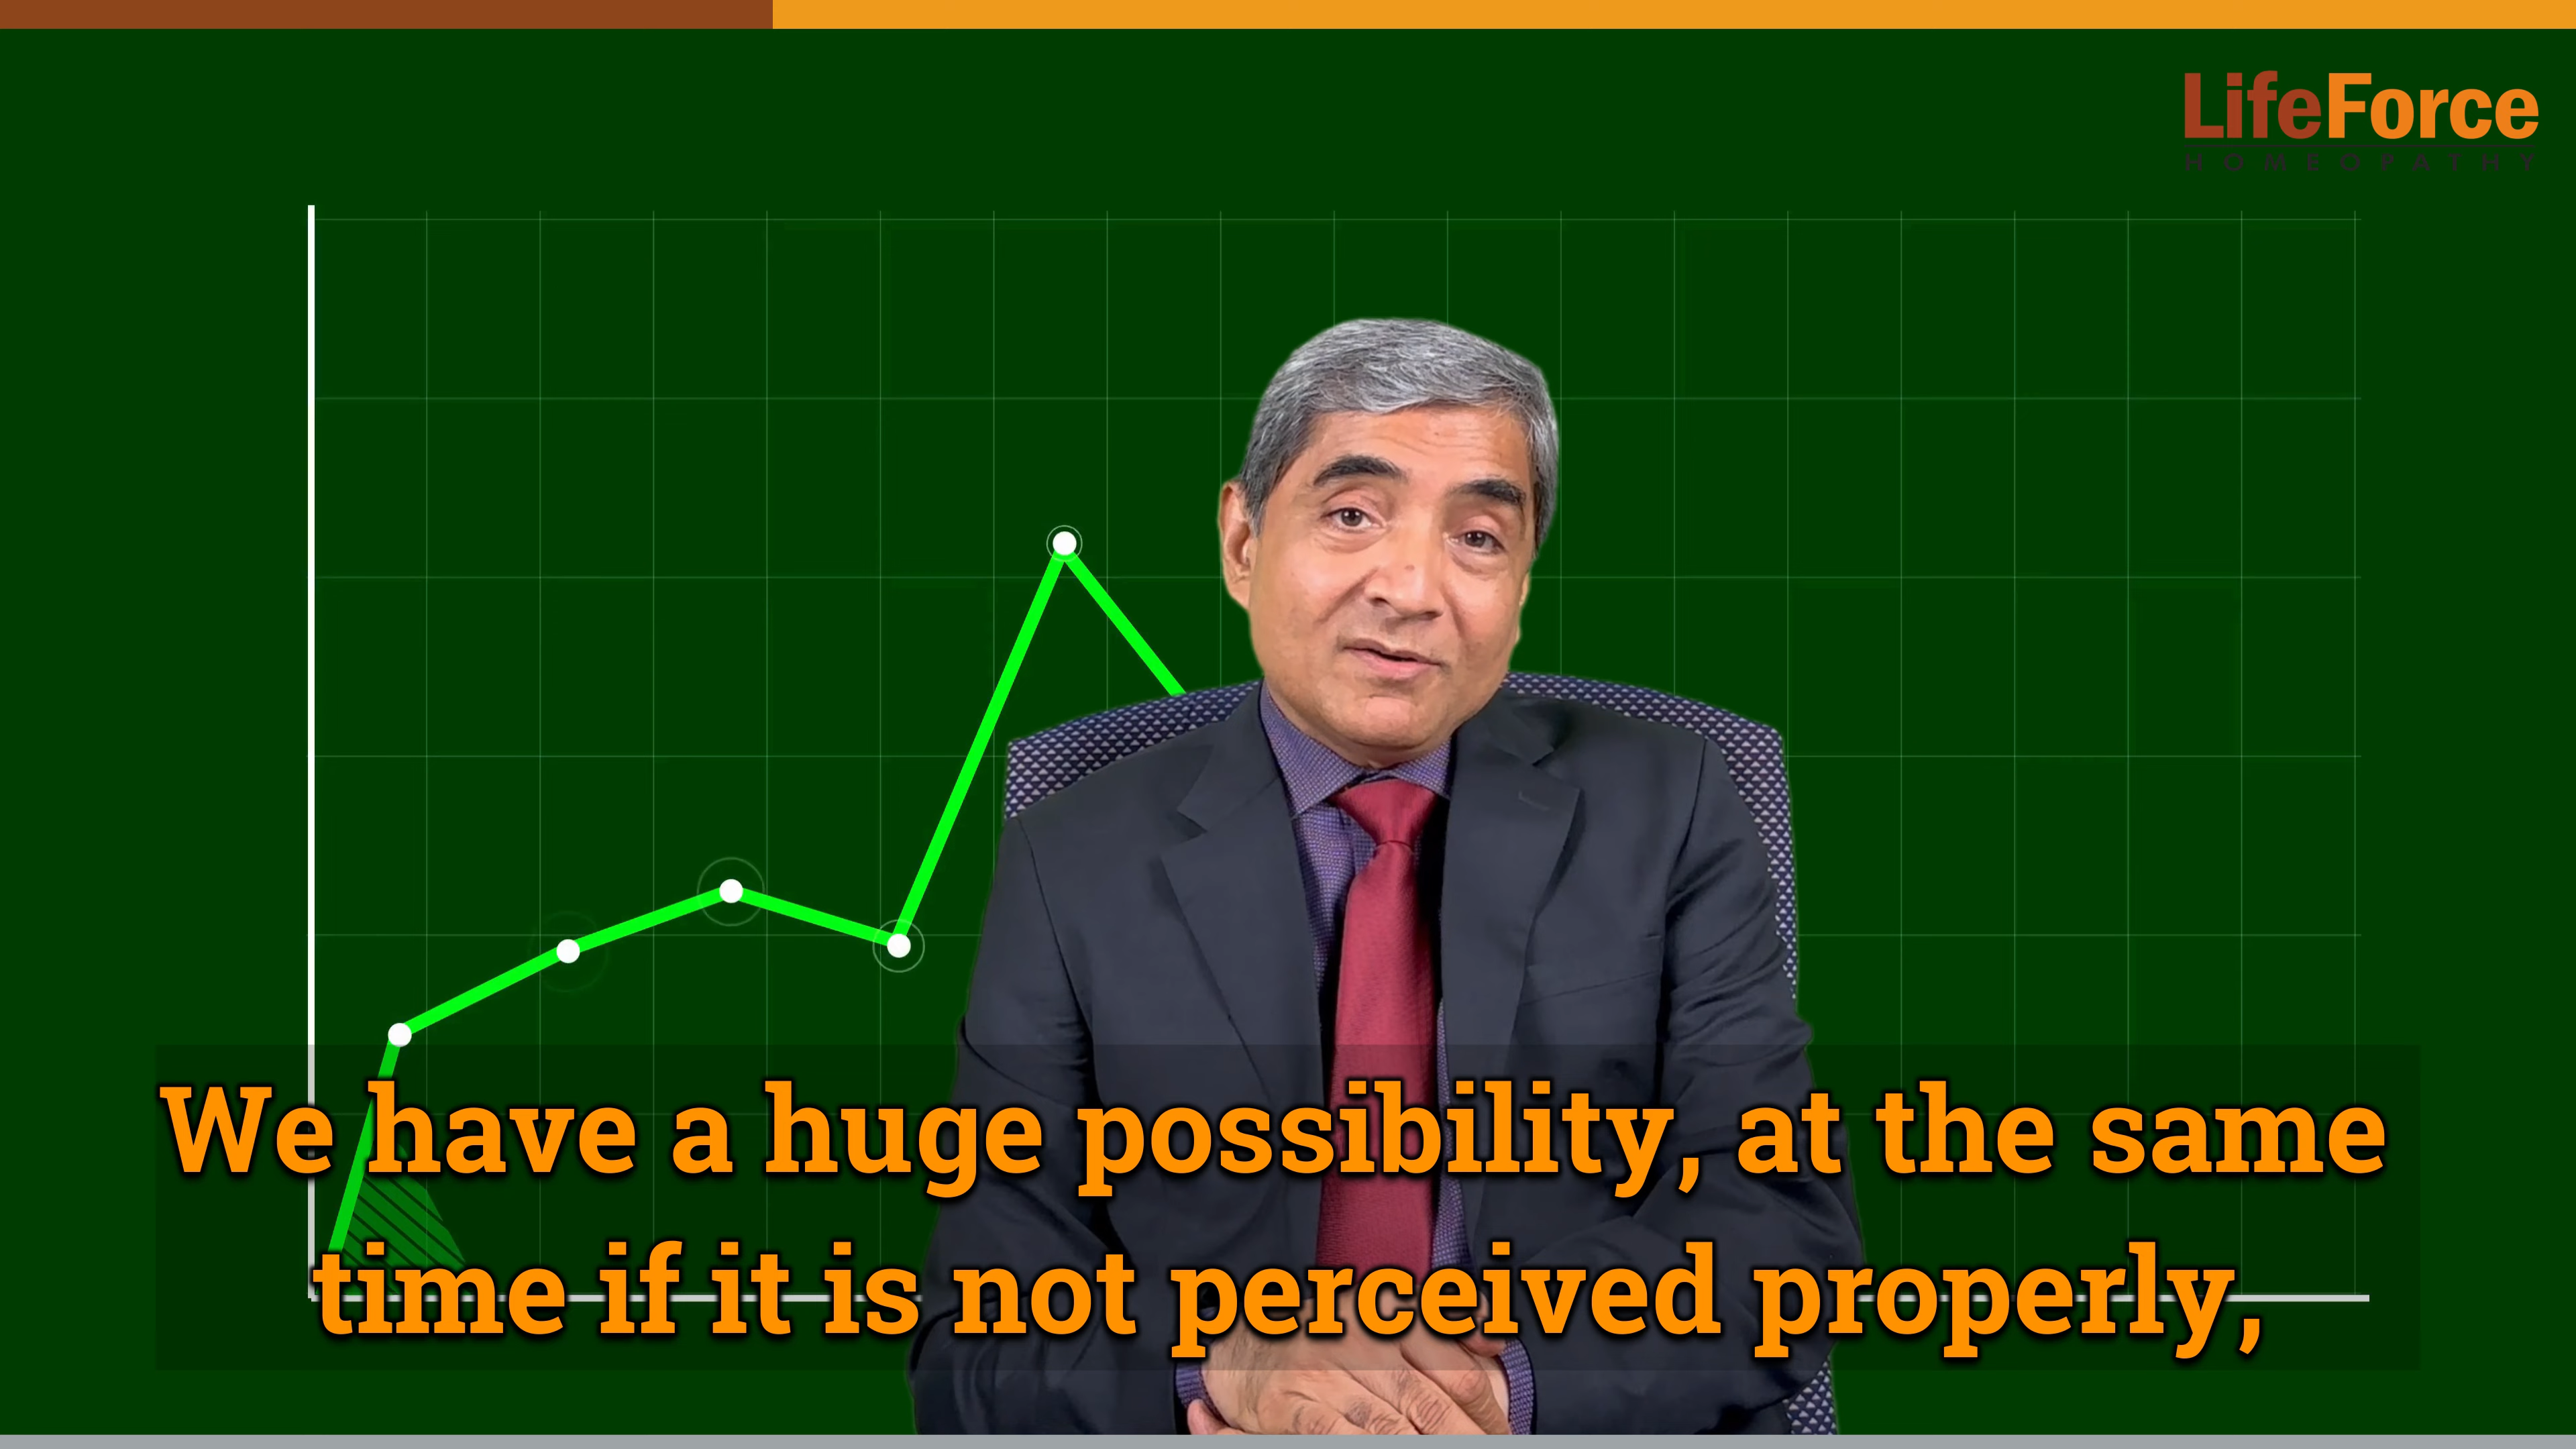 LifeForce
HOMEOPATHY
We have a huge possibility, at the same
time if it is not perceived properly,